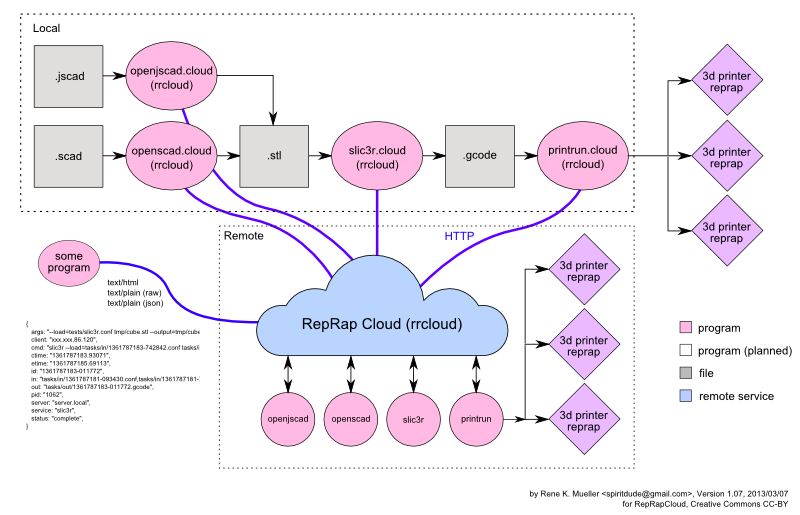 Local
.jscad
openjscad.cloud
(rrcloud)
.scad
openscad.cloud
(rrcloud)
.stl
slic3r.cloud
(rrcloud)
.gcode
printrun.cloud
(rrcloud)
3d printer
reprap
3d printer
reprap
3d printer
reprap
Remote
HTTP
some
program
text/html
text/plain (raw)
text/plain (json)
{
args: "--load=tests/slic3r.conf tmp/cube.stl --output=tmp/cube
client: "xxx.xxx.86.120",
cmd: "slic3r --load=tasks/in/1361787183-742842.conf tasks/i
ctime: "1361787183.93071",
etime: "1361787185.69113",
id: "1361787183-011772",
in: "tasks/in/1361787181-093430.conf,tasks/in/1361787181-
out: "tasks/out/1361787183-011772.gcode",
pid: "1062",
server: "server.local",
service: "slic3r",
status: "complete",
}
RepRap Cloud (rrcloud)
openjscad
openscad
slic3r
printrun
3d printer
reprap
3d printer
reprap
3d printer
reprap
program
program (planned)
file
remote service
by Rene K. Mueller <spiritdude@gmail.com>, Version 1.07, 2013/03/07
for RepRapCloud, Creative Commons CC-BY